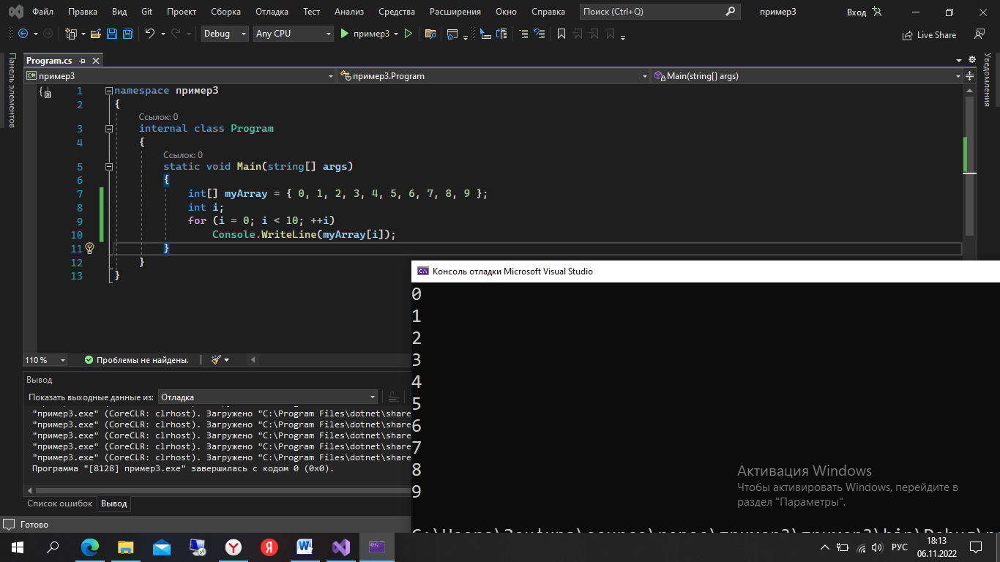 Файл Правка Вид Git Проект Сборка Отладка Тест Анализ Средства Расширения Окно Справка Поиск (Ctrl+Q) пример3 Вход
Debug Any CPU пример3 Live Share
Панель элементов
Program.cs
Уведомления
C# пример3 пример3.Program Main(string[] args)
1 namespace пример3
2 {
Ссылок: 0
3 internal class Program
4 {
Ссылок: 0
5 static void Main(string[] args)
6 {
7 int[] myArray = { 0, 1, 2, 3, 4, 5, 6, 7, 8, 9 };
8 int i;
9 for (i = 0; i < 10; ++i)
10 Console.WriteLine(myArray[i]);
11 }
12 }
13 }
Консоль отладки Microsoft Visual Studio
0
1
2
3
4
5
6
7
8
9
110 % Проблемы не найдены.
Вывод
Показать выходные данные из: Отладка
"пример3.exe" (CoreCLR: clrhost). Загружено "C:\Program Files\dotnet\share
"пример3.exe" (CoreCLR: clrhost). Загружено "C:\Program Files\dotnet\share
"пример3.exe" (CoreCLR: clrhost). Загружено "C:\Program Files\dotnet\share
"пример3.exe" (CoreCLR: clrhost). Загружено "C:\Program Files\dotnet\share
"пример3.exe" (CoreCLR: clrhost). Загружено "C:\Program Files\dotnet\share
Программа "[8128] пример3.exe" завершилась с кодом 0 (0x0).
Список ошибок Вывод
Готово
Активация Windows
Чтобы активировать Windows, перейдите в
раздел "Параметры".
РУС
18:13
06.11.2022